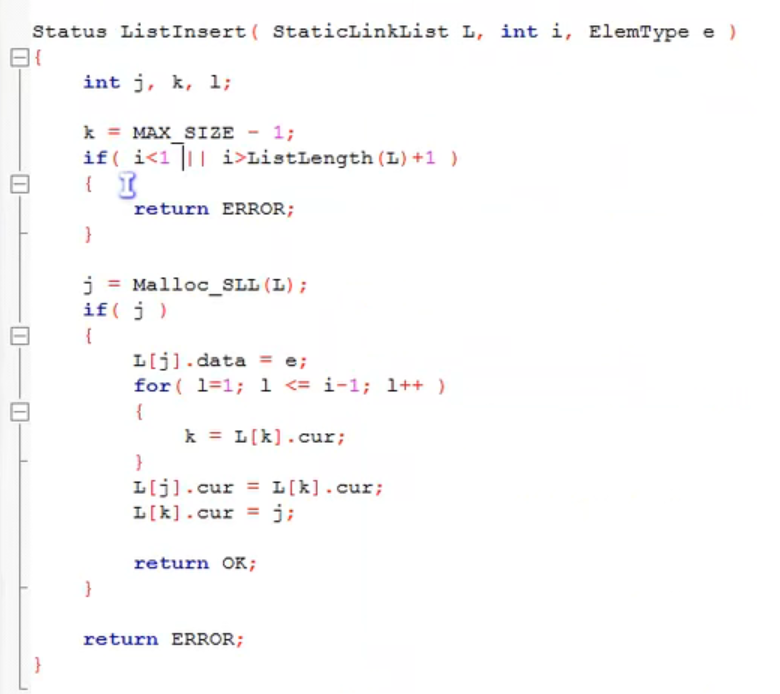 Status ListInsert( StaticLinkList L, int i, ElemType e )
{
int j, k, l;
k = MAX_SIZE - 1;
if( i<1 || i>ListLength(L)+1 )
{
return ERROR;
}
j = Malloc_SLL(L);
if( j )
{
L[j].data = e;
for( l=1; l <= i-1; l++ )
{
k = L[k].cur;
}
L[j].cur = L[k].cur;
L[k].cur = j;
return OK;
}
return ERROR;
}